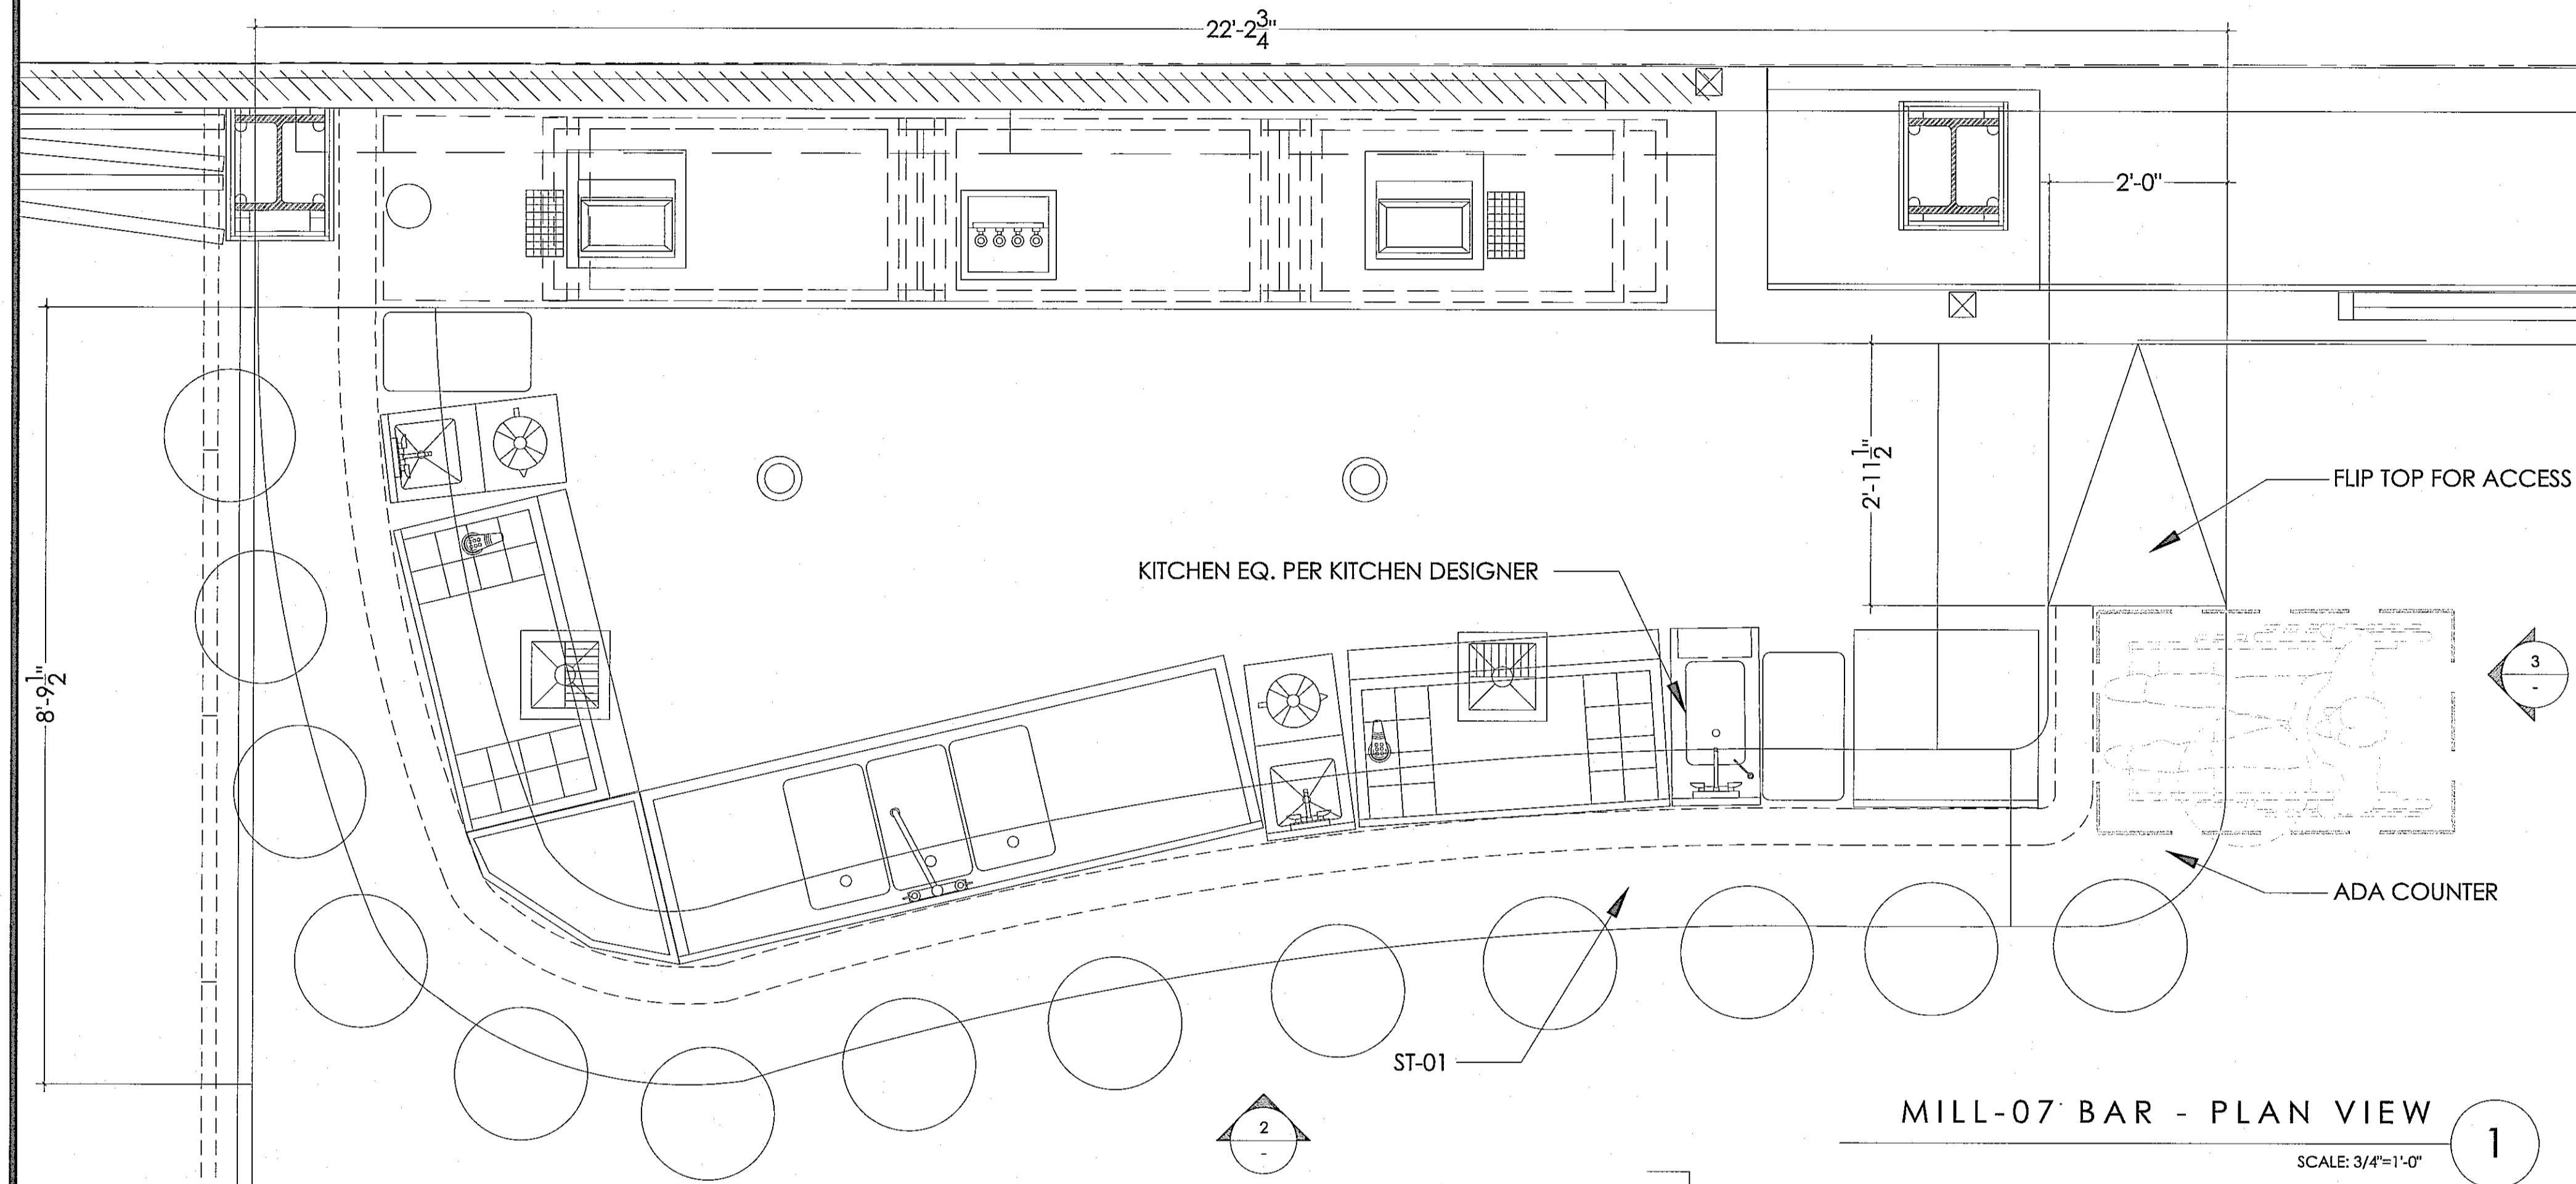 22'-2 3/4"
2'-0"
2'-11 1/2"
FLIP TOP FOR ACCESS
KITCHEN EQ. PER KITCHEN DESIGNER
3
-
8'-9 1/2"
ADA COUNTER
ST-01
2
-
MILL-07 BAR - PLAN VIEW
1
SCALE: 3/4"=1'-0"